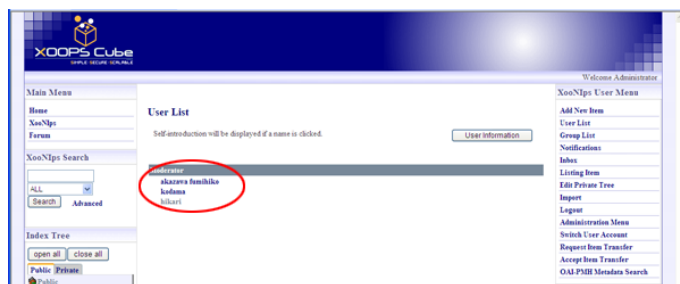 XOOPS Cube
SIMPLE SECURE SCALABLE
Welcome Administrator
Main Menu
Home
XooNIps
Forum
XooNIps Search
ALL
Search
Advanced
Index Tree
open all
close all
Public
Private
Public
User List
Self-introduction will be displayed if a name is clicked.
User Information
moderator
akazawa fumihiko
kodama
hikari
XooNIps User Menu
Add New Item
User List
Group List
Notifications
Inbox
Listing Item
Edit Private Tree
Import
Logout
Administration Menu
Switch User Account
Request Item Transfer
Accept Item Transfer
OAI-PMH Metadata Search